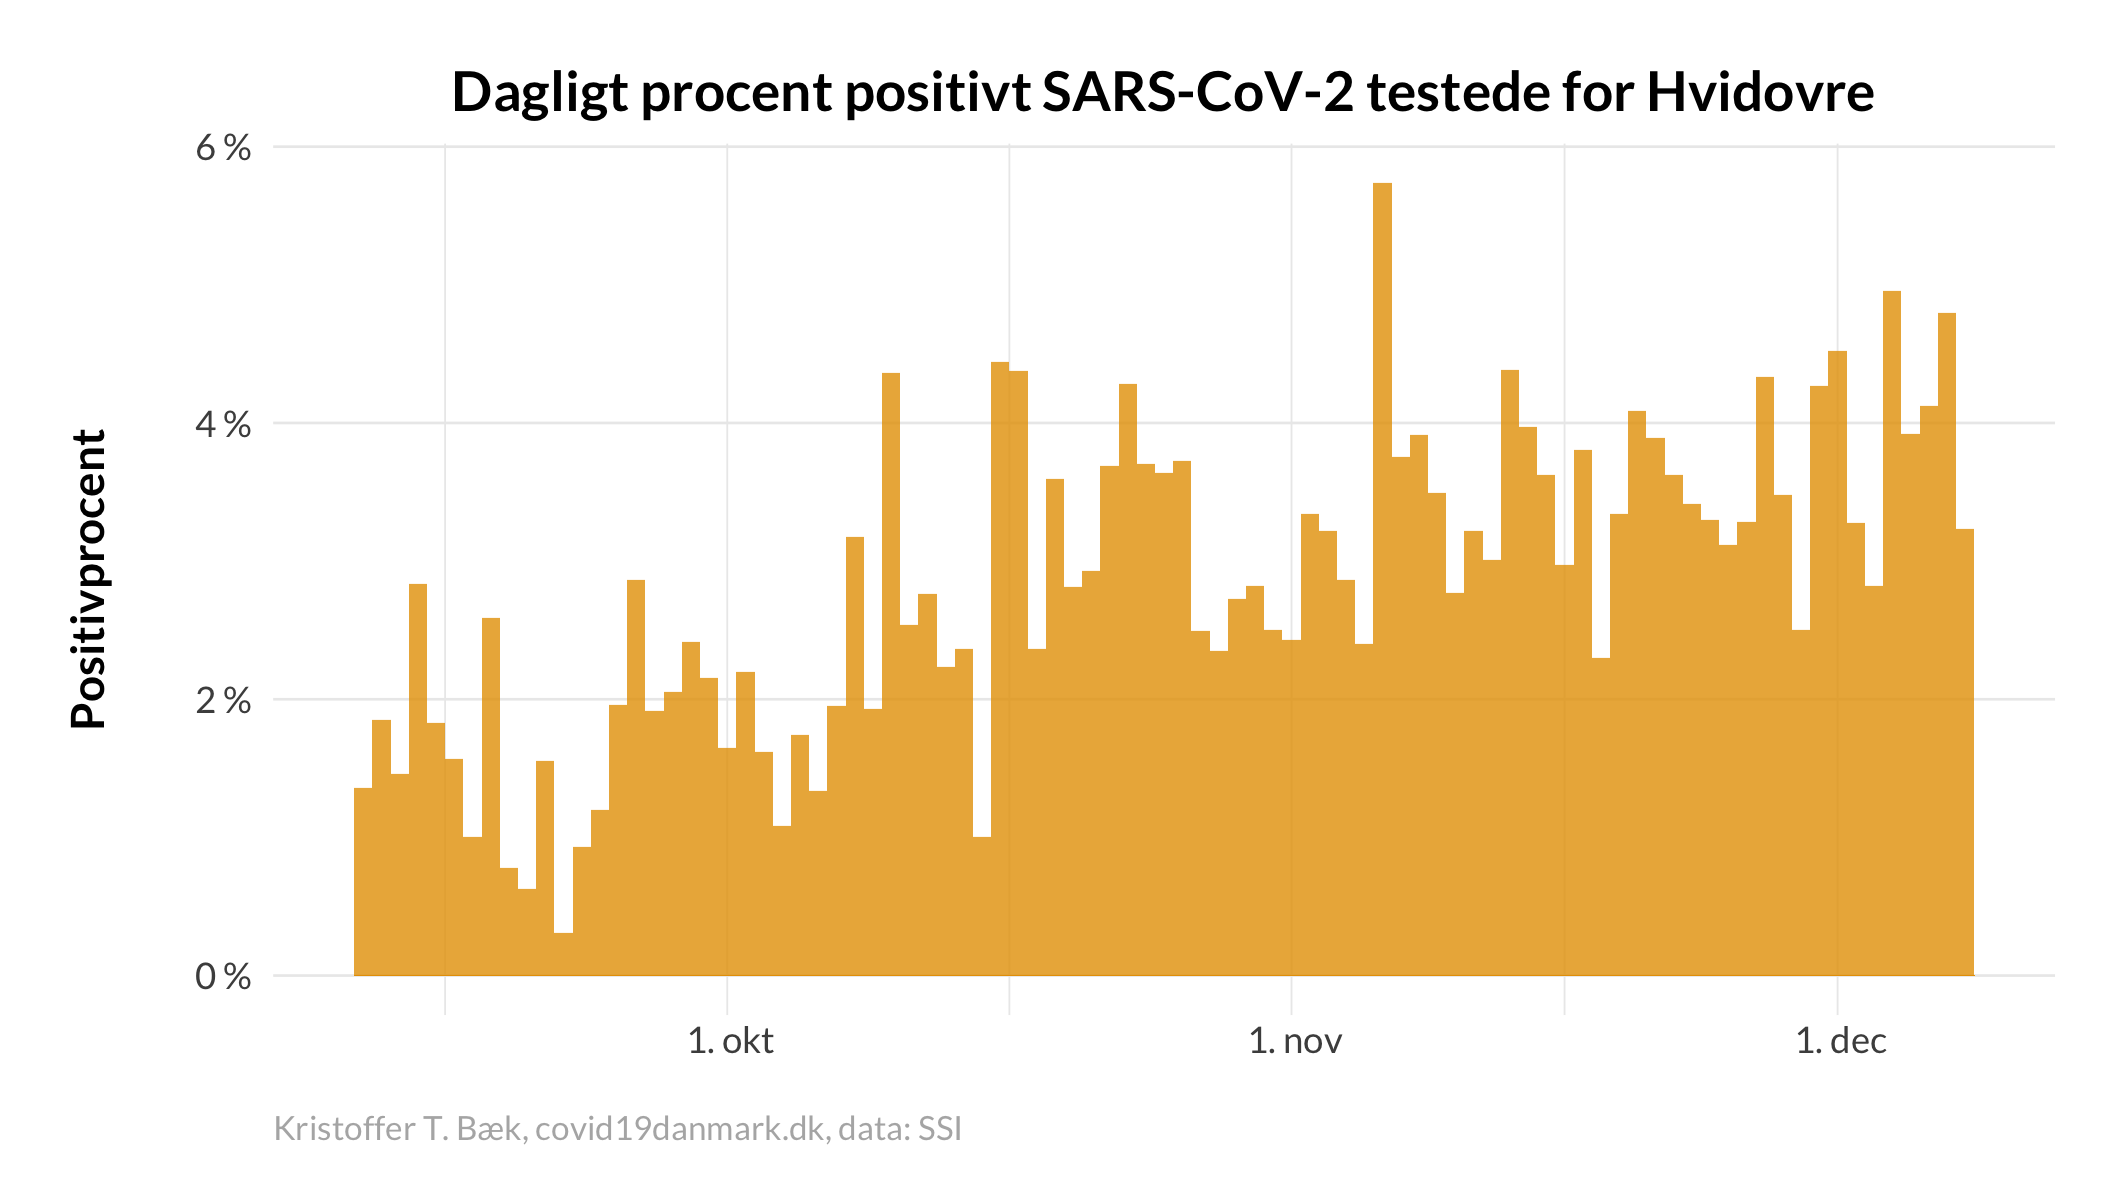 Dagligt procent positivt SARS-CoV-2 testede for Hvidovre
Positivprocent
6 %
4 %
2 %
0 %
1. okt
1. nov
1. dec
Kristoffer T. Bæk, covid19danmark.dk, data: SSI